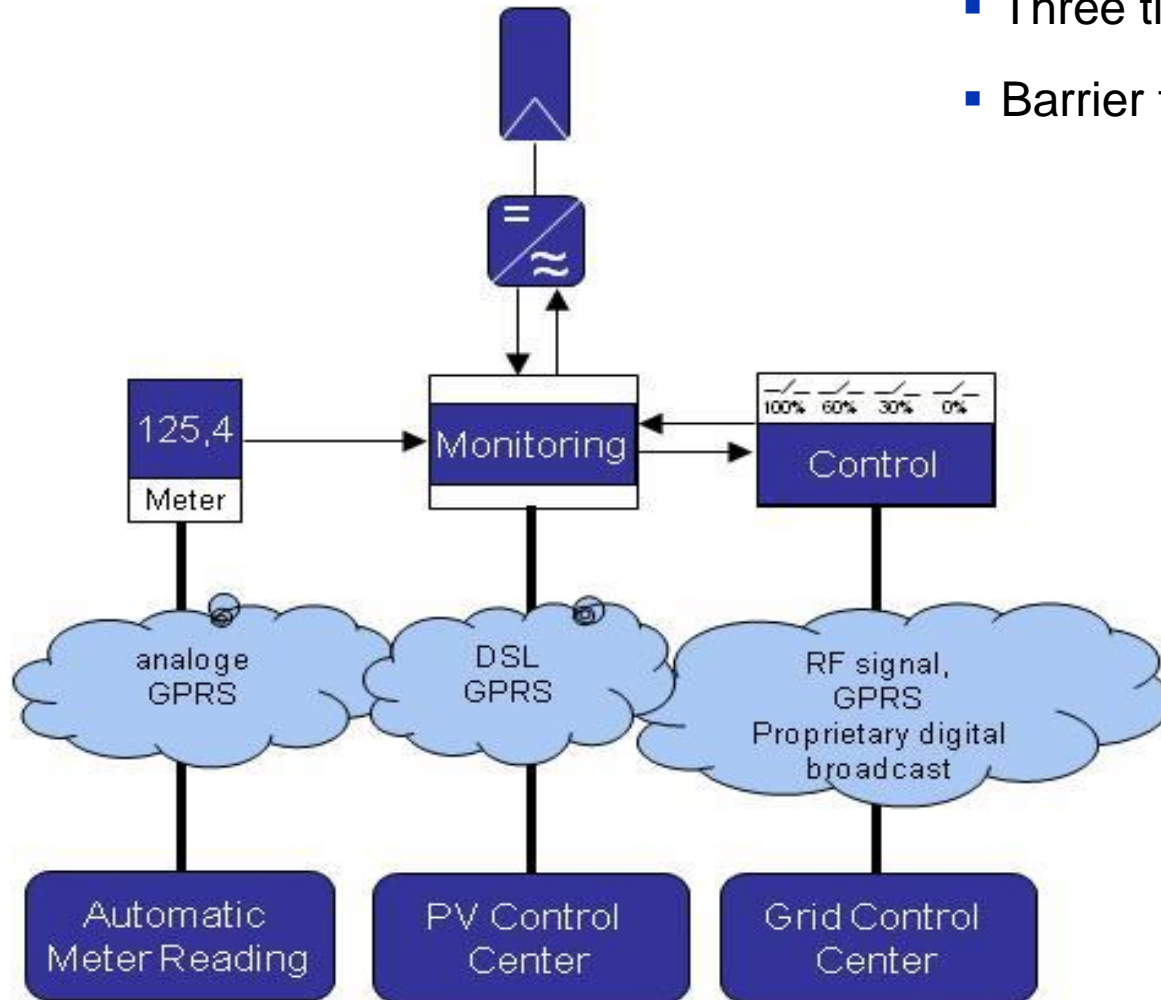 Three
Barrier
=
≈
125,4
Meter
Monitoring
100% 60% 30% 0%
Control
analoge
GPRS
DSL
GPRS
RF signal,
GPRS
Proprietary digital
broadcast
Automatic
Meter Reading
PV Control
Center
Grid Control
Center